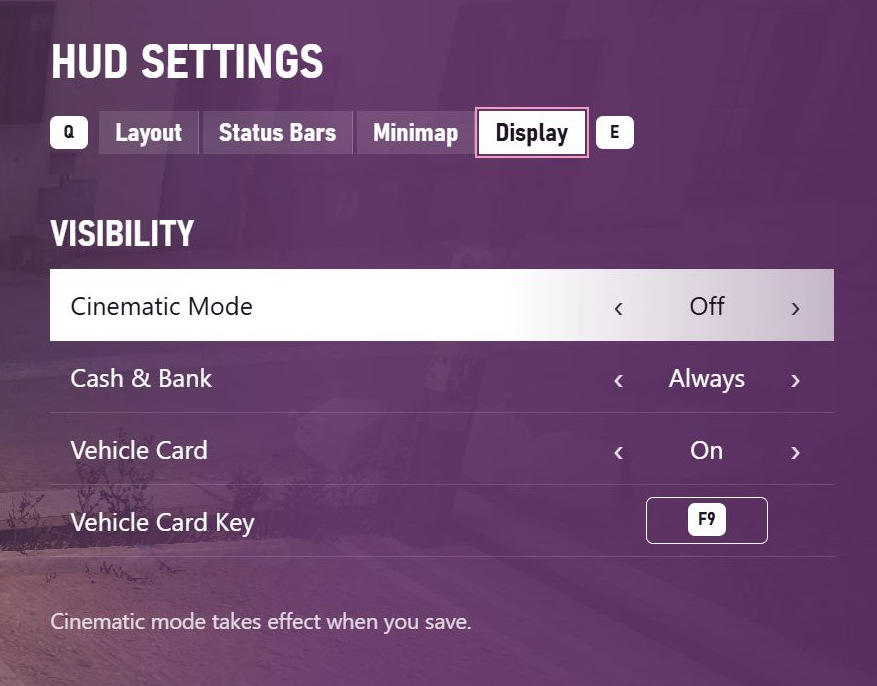 HUD SETTINGS
Q Layout Status Bars Minimap Display E
VISIBILITY
Cinematic Mode ‹ Off ›
Cash & Bank ‹ Always ›
Vehicle Card ‹ On ›
Vehicle Card Key F9
Cinematic mode takes effect when you save.